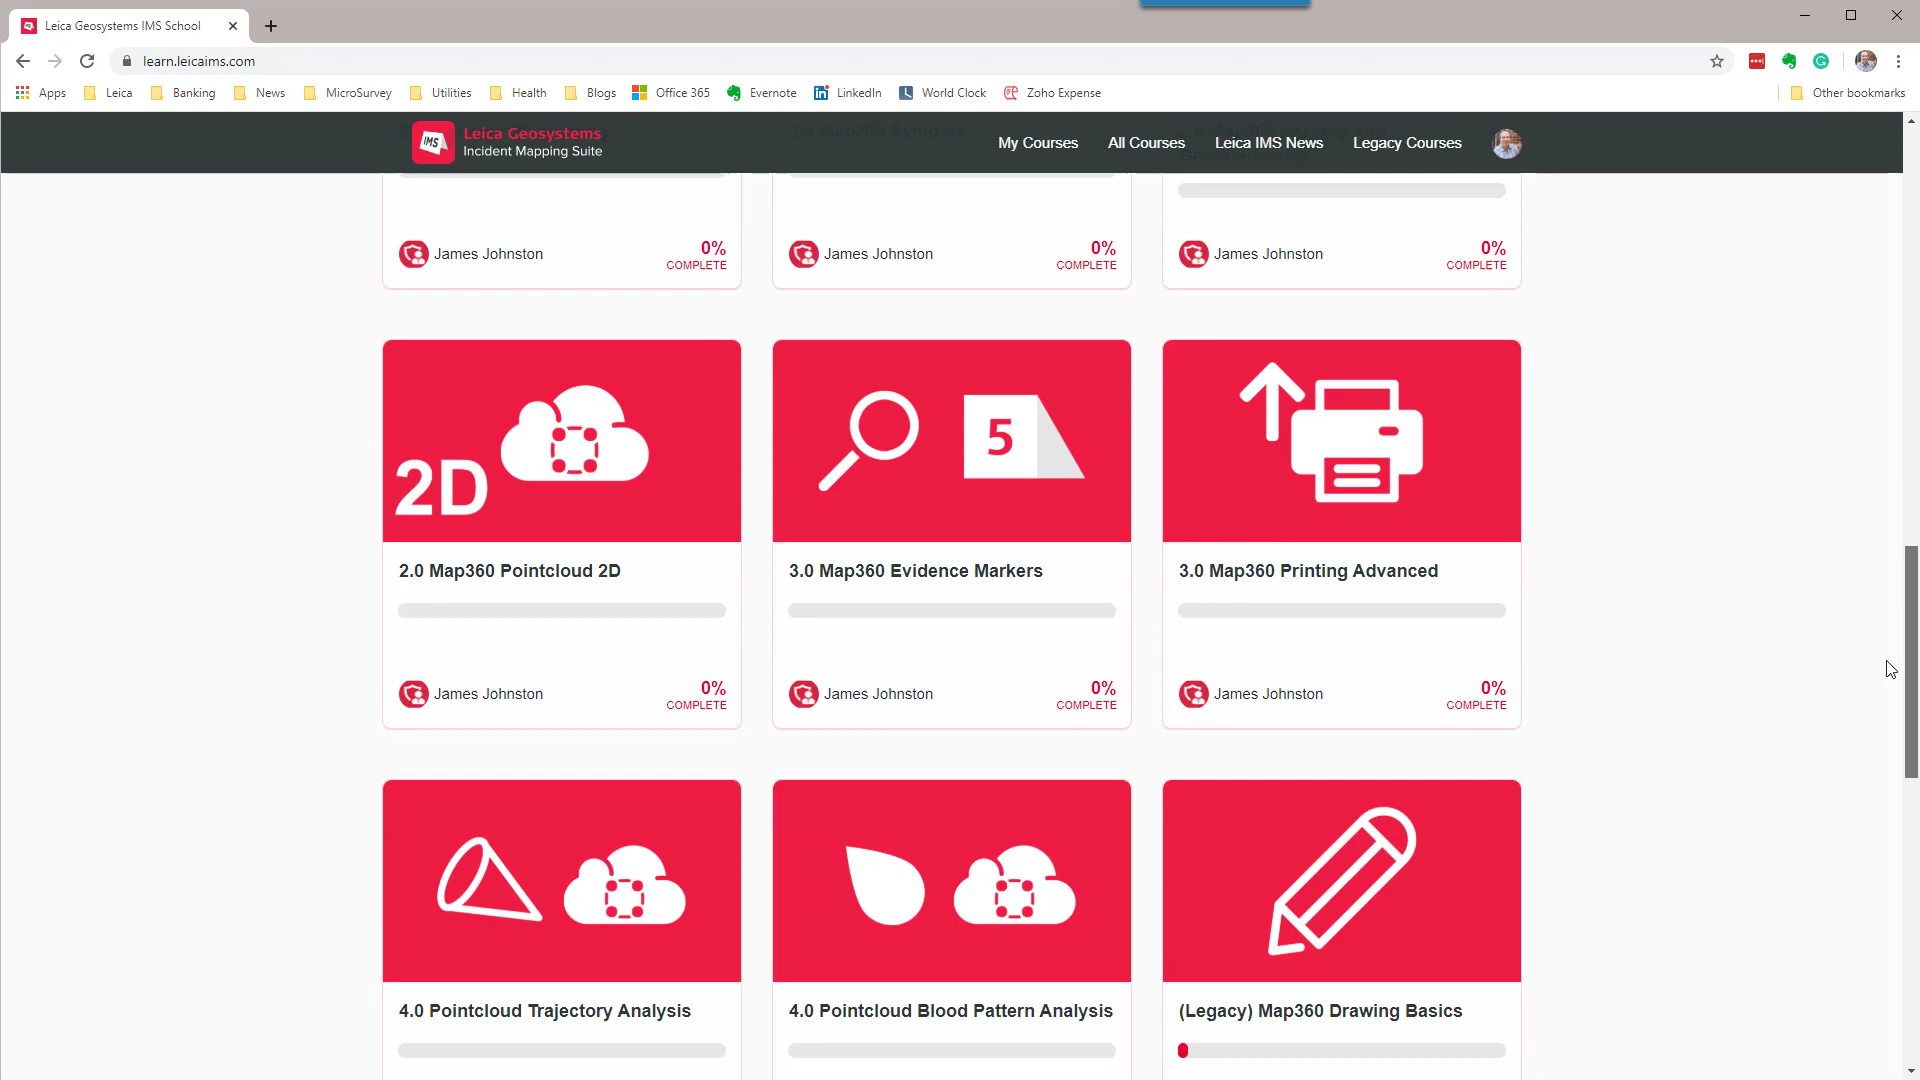 Leica Geosystems IMS School
learn.leicaims.com
Apps Leica Banking News MicroSurvey Utilities Health Blogs Office 365 Evernote LinkedIn World Clock Zoho Expense Other bookmarks
IMS Leica Geosystems
Incident Mapping Suite
My Courses All Courses Leica IMS News Legacy Courses
James Johnston 0% COMPLETE
James Johnston 0% COMPLETE
James Johnston 0% COMPLETE
2D
5
2.0 Map360 Pointcloud 2D
3.0 Map360 Evidence Markers
3.0 Map360 Printing Advanced
James Johnston 0% COMPLETE
James Johnston 0% COMPLETE
James Johnston 0% COMPLETE
4.0 Pointcloud Trajectory Analysis
4.0 Pointcloud Blood Pattern Analysis
(Legacy) Map360 Drawing Basics